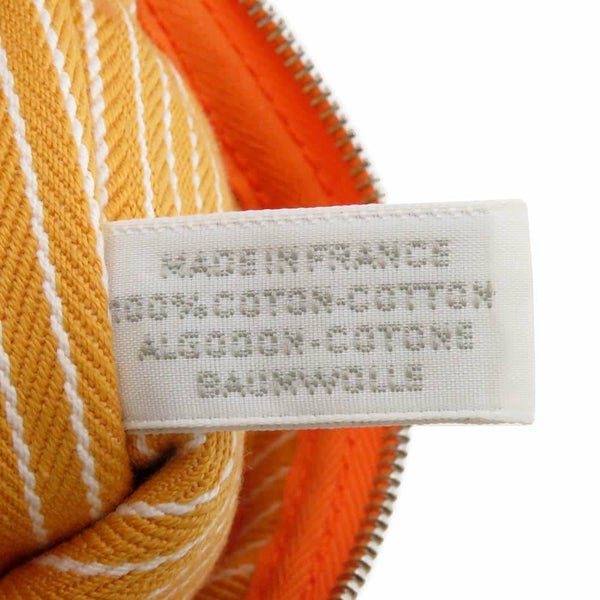 MADE IN FRANCE
100% COTON-COTTON
ALGODON-COTONE
BAUMWOLLE